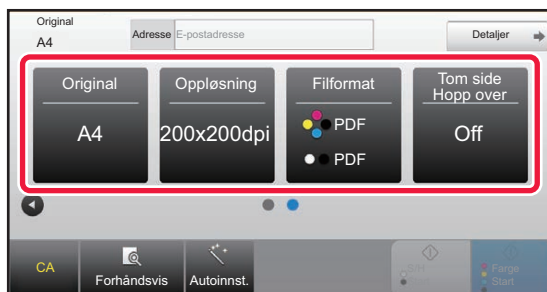 Original
A4
Adresse E-postadresse
Detaljer
Original
A4
Oppløsning
200x200dpi
Filformat
PDF
PDF
Tom side
Hopp over
Off
CA
Forhåndsvis
Autoinnst.
Farge
Start